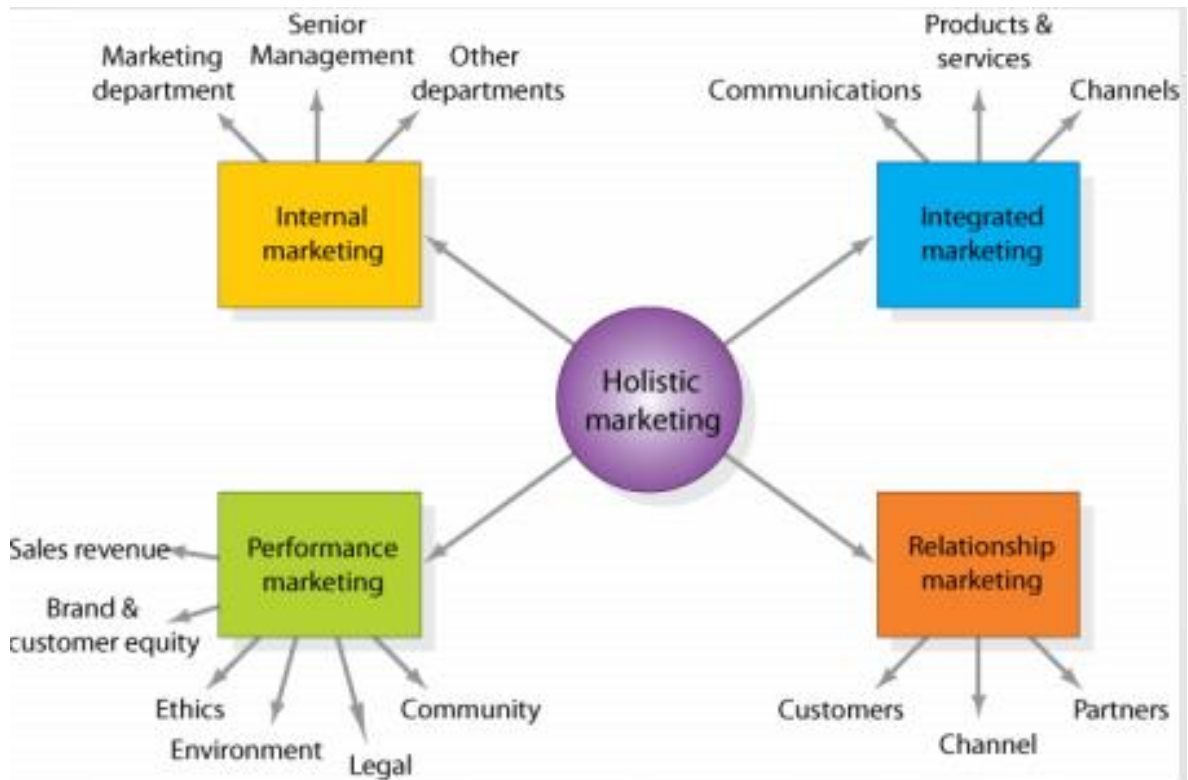 Senior
Management
Marketing
department
Other
departments
Products &
services
Communications
Channels
Internal
marketing
Integrated
marketing
Holistic
marketing
Performance
marketing
Relationship
marketing
Sales revenue
Brand &
customer equity
Ethics
Environment
Legal
Community
Customers
Channel
Partners